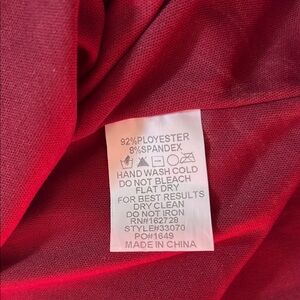 92%PLOYESTER
8%SPANDEX
HAND WASH COLD
DO NOT BLEACH
FLAT DRY
FOR BEST RESULTS
DRY CLEAN
DO NOT IRON
RN#162728
STYLE#33070
PO#1649
MADE IN CHINA